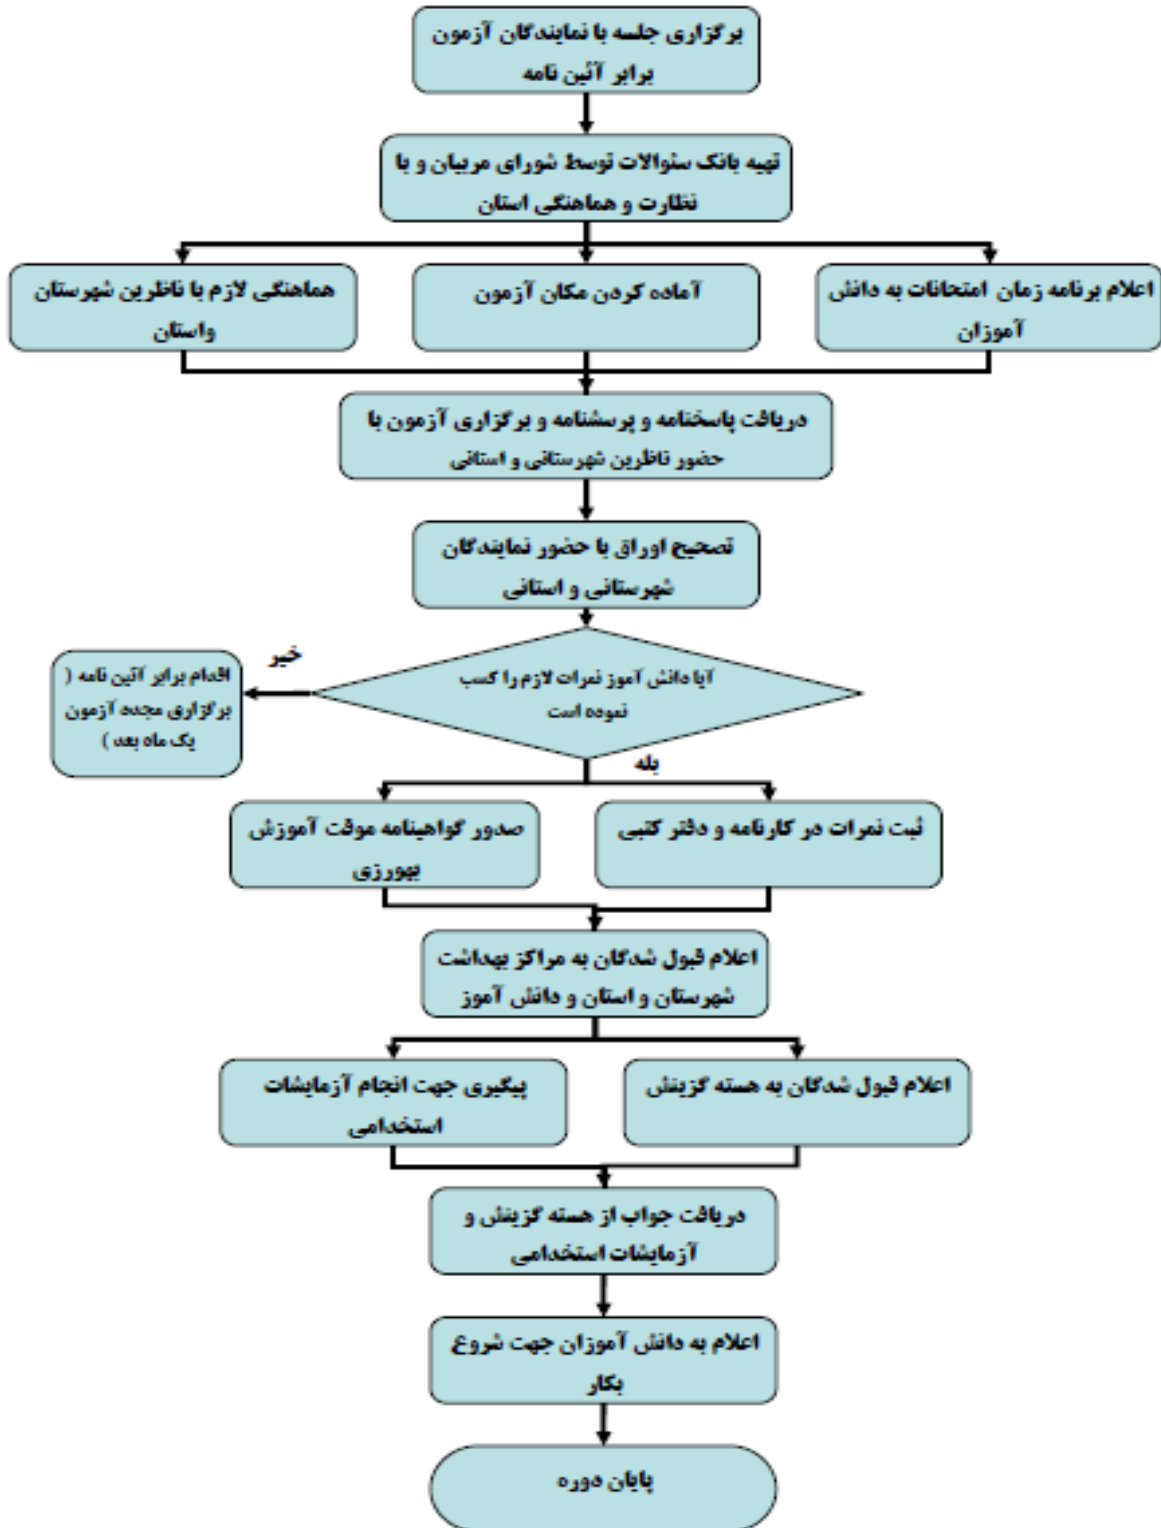 برگزاری جلسه با نمایندگان آزمون
برابر آئین نامه
تهیه بانک سئوالات توسط شورای مربیان و با
نظارت و هماهنگی استان
اعلام برنامه زمان امتحانات به دانش
آموزان
آماده کردن مکان آزمون
هماهنگی لازم با ناظرین شهرستان
واستان
دریافت پاسخنامه و پرسشنامه و برگزاری آزمون با
حضور ناظرین شهرستانی و استانی
تصحیح اوراق با حضور نمایندگان
شهرستانی و استانی
آیا دانش آموز نمرات لازم را کسب
نموده است
خیر
اقدام برابر آئین نامه (
برگزاری مجدد آزمون
یک ماه بعد )
بله
ثبت نمرات در کارنامه و دفتر کتبی
صدور گواهینامه موقت آموزش
بهورزی
اعلام قبول شدگان به مراکز بهداشت
شهرستان و استان و دانش آموز
اعلام قبول شدگان به هسته گزینش
پیگیری جهت انجام آزمایشات
استخدامی
دریافت جواب از هسته گزینش و
آزمایشات استخدامی
اعلام به دانش آموزان جهت شروع
بکار
پایان دوره